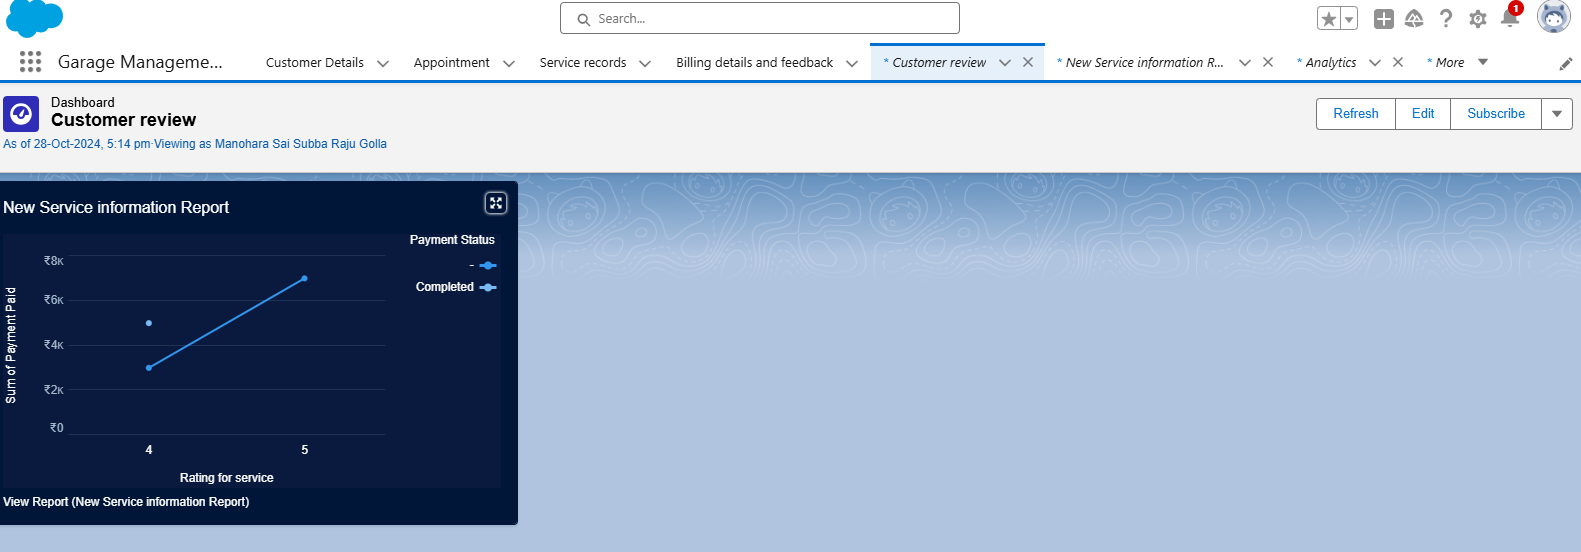 Search...
1
Garage Manageme...
Customer Details
Appointment
Service records
Billing details and feedback
* Customer review
* New Service information R...
* Analytics
* More
Dashboard
Customer review
As of 28-Oct-2024, 5:14 pm·Viewing as Manohara Sai Subba Raju Golla
Refresh
Edit
Subscribe
New Service information Report
Payment Status
-
Completed
Sum of Payment Paid
₹8K
₹6K
₹4K
₹2K
₹0
4
5
Rating for service
View Report (New Service information Report)